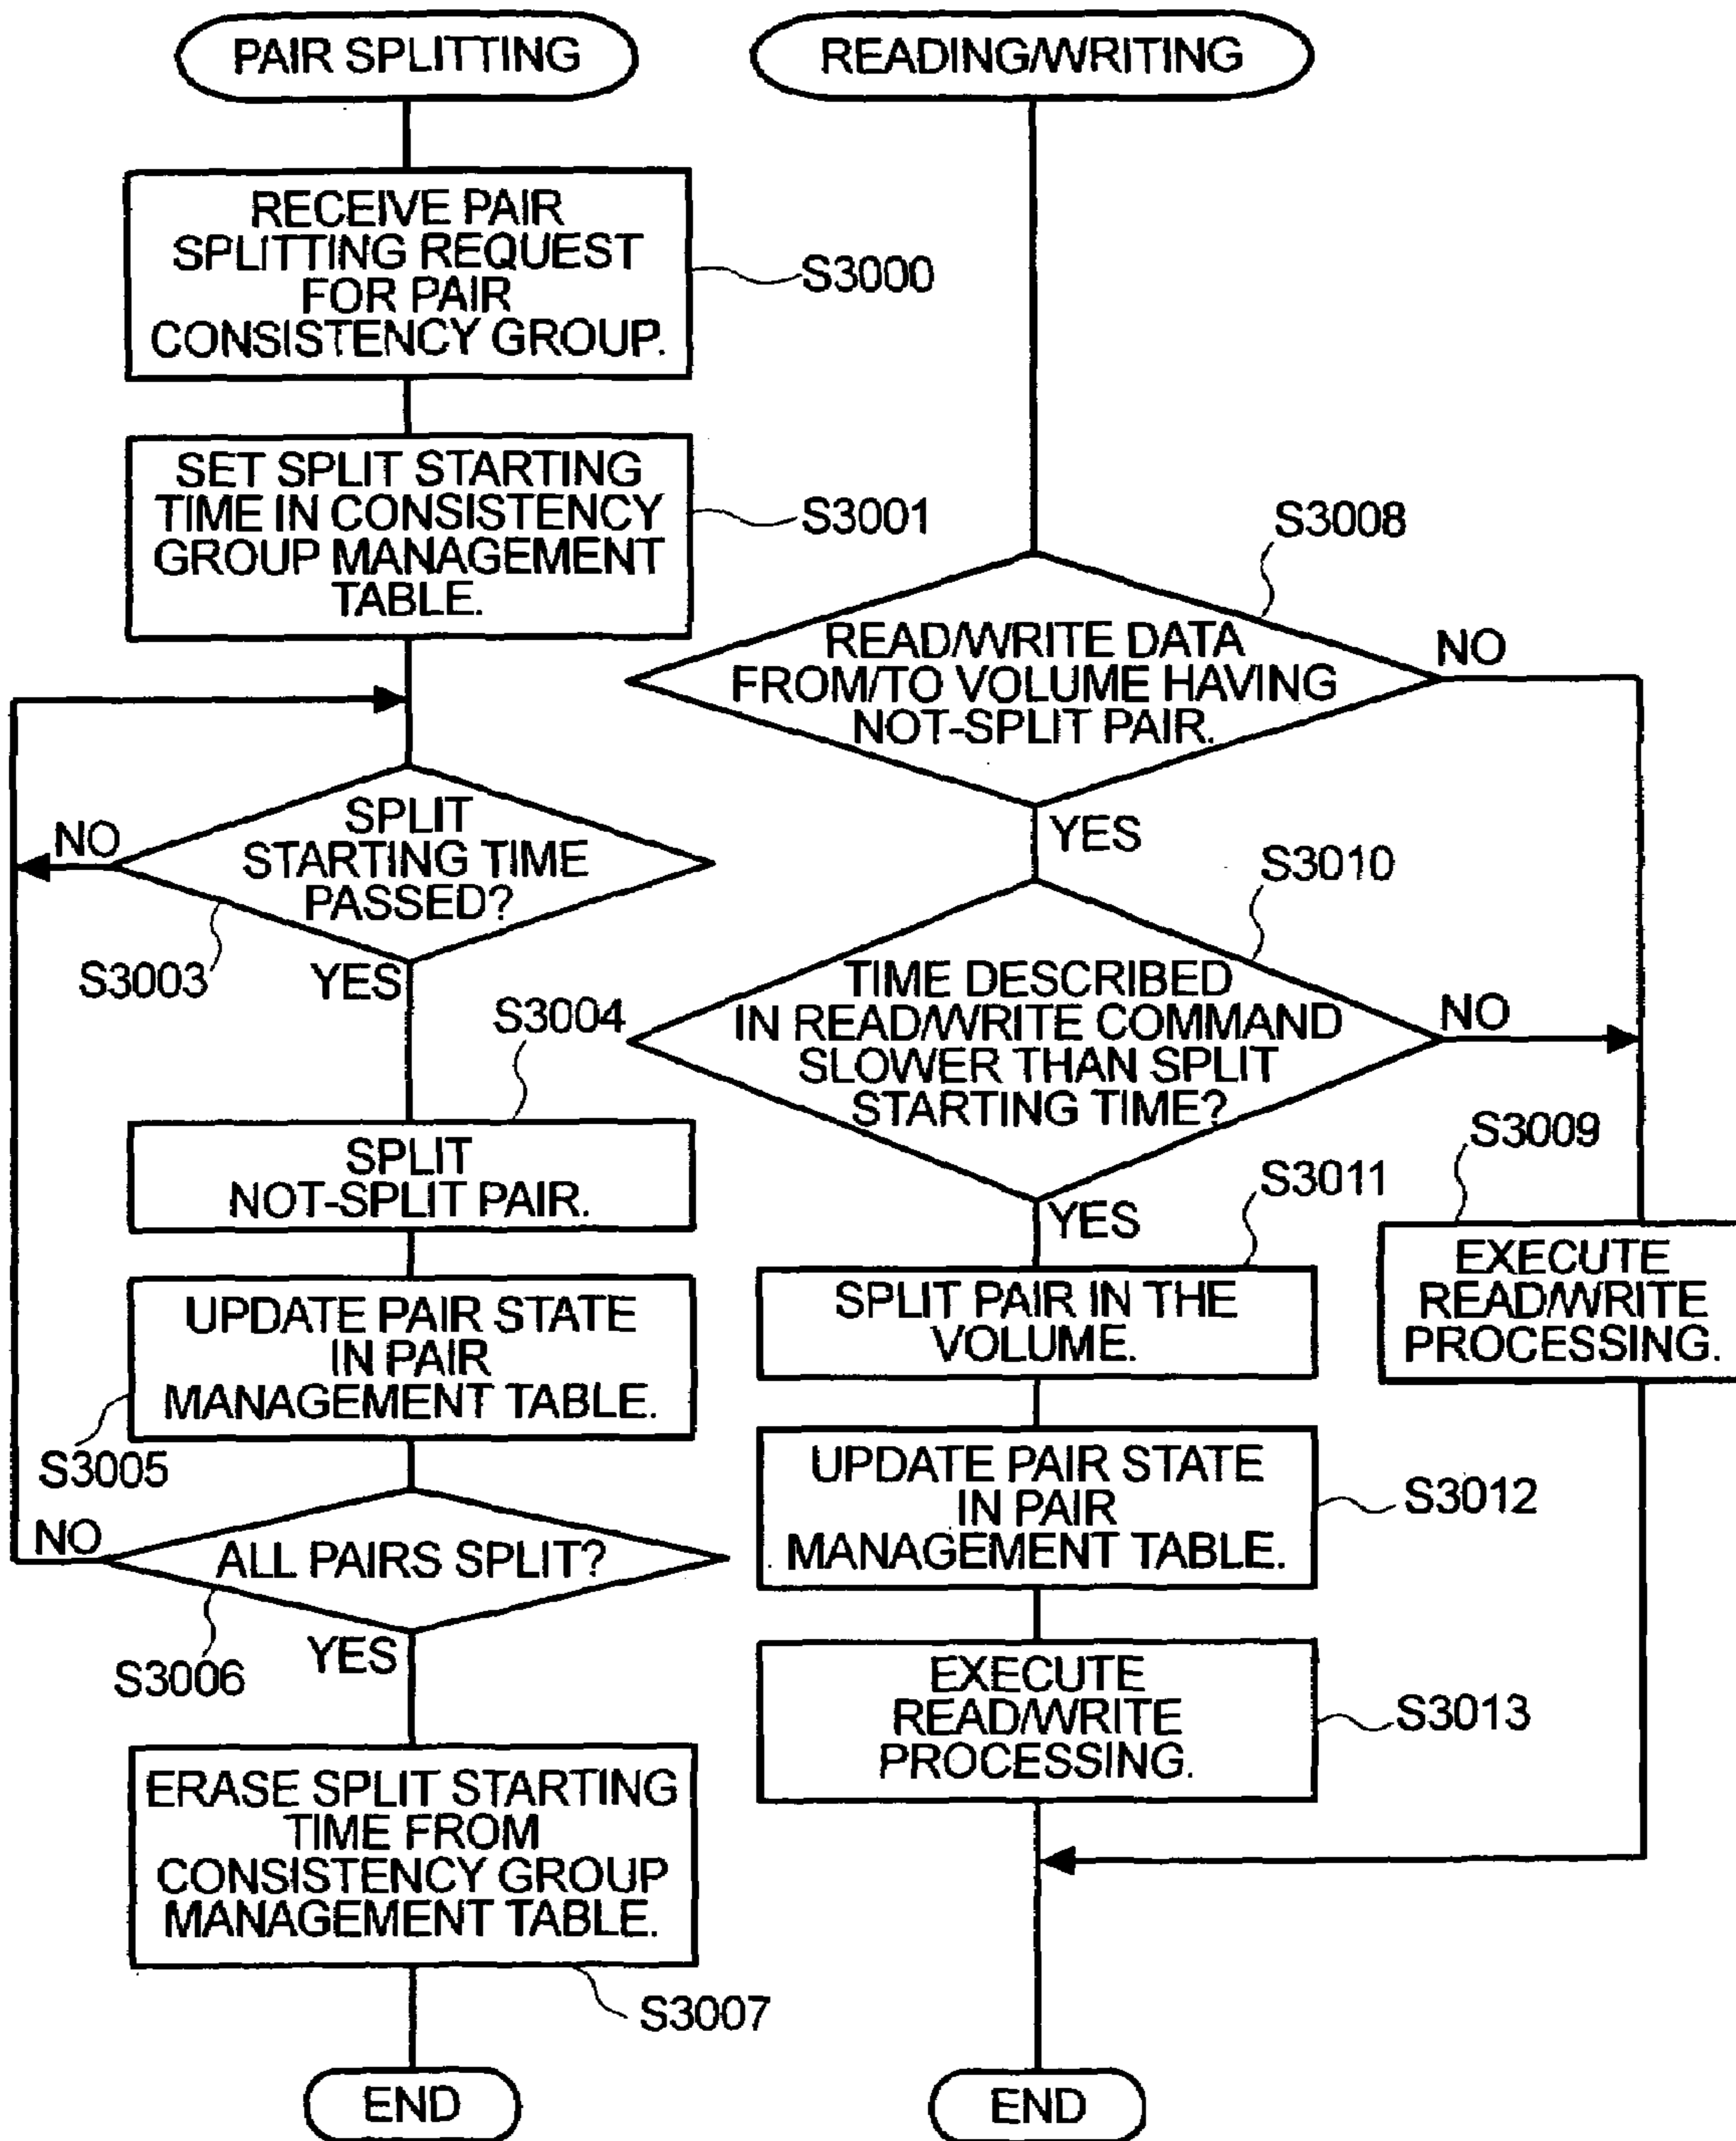 PAIR SPLITTING
RECEIVE PAIR
SPLITTING REQUEST
FOR PAIR
CONSISTENCY GROUP.
S3000
SET SPLIT STARTING
TIME IN CONSISTENCY
GROUP MANAGEMENT
TABLE.
S3001
SPLIT
STARTING TIME
PASSED?
NO
S3003
YES
S3004
SPLIT
NOT-SPLIT PAIR.
UPDATE PAIR STATE
IN PAIR
MANAGEMENT TABLE.
S3005
NO
ALL PAIRS SPLIT?
S3006
YES
ERASE SPLIT STARTING
TIME FROM
CONSISTENCY GROUP
MANAGEMENT TABLE.
S3007
END
READING/WRITING
S3008
READ/WRITE DATA
FROM/TO VOLUME HAVING
NOT-SPLIT PAIR.
NO
YES
S3010
TIME DESCRIBED
IN READ/WRITE COMMAND
SLOWER THAN SPLIT
STARTING TIME?
NO
YES
S3009
EXECUTE
READ/WRITE
PROCESSING.
S3011
SPLIT PAIR IN THE
VOLUME.
UPDATE PAIR STATE
IN PAIR
MANAGEMENT TABLE.
S3012
EXECUTE
READ/WRITE
PROCESSING.
S3013
END